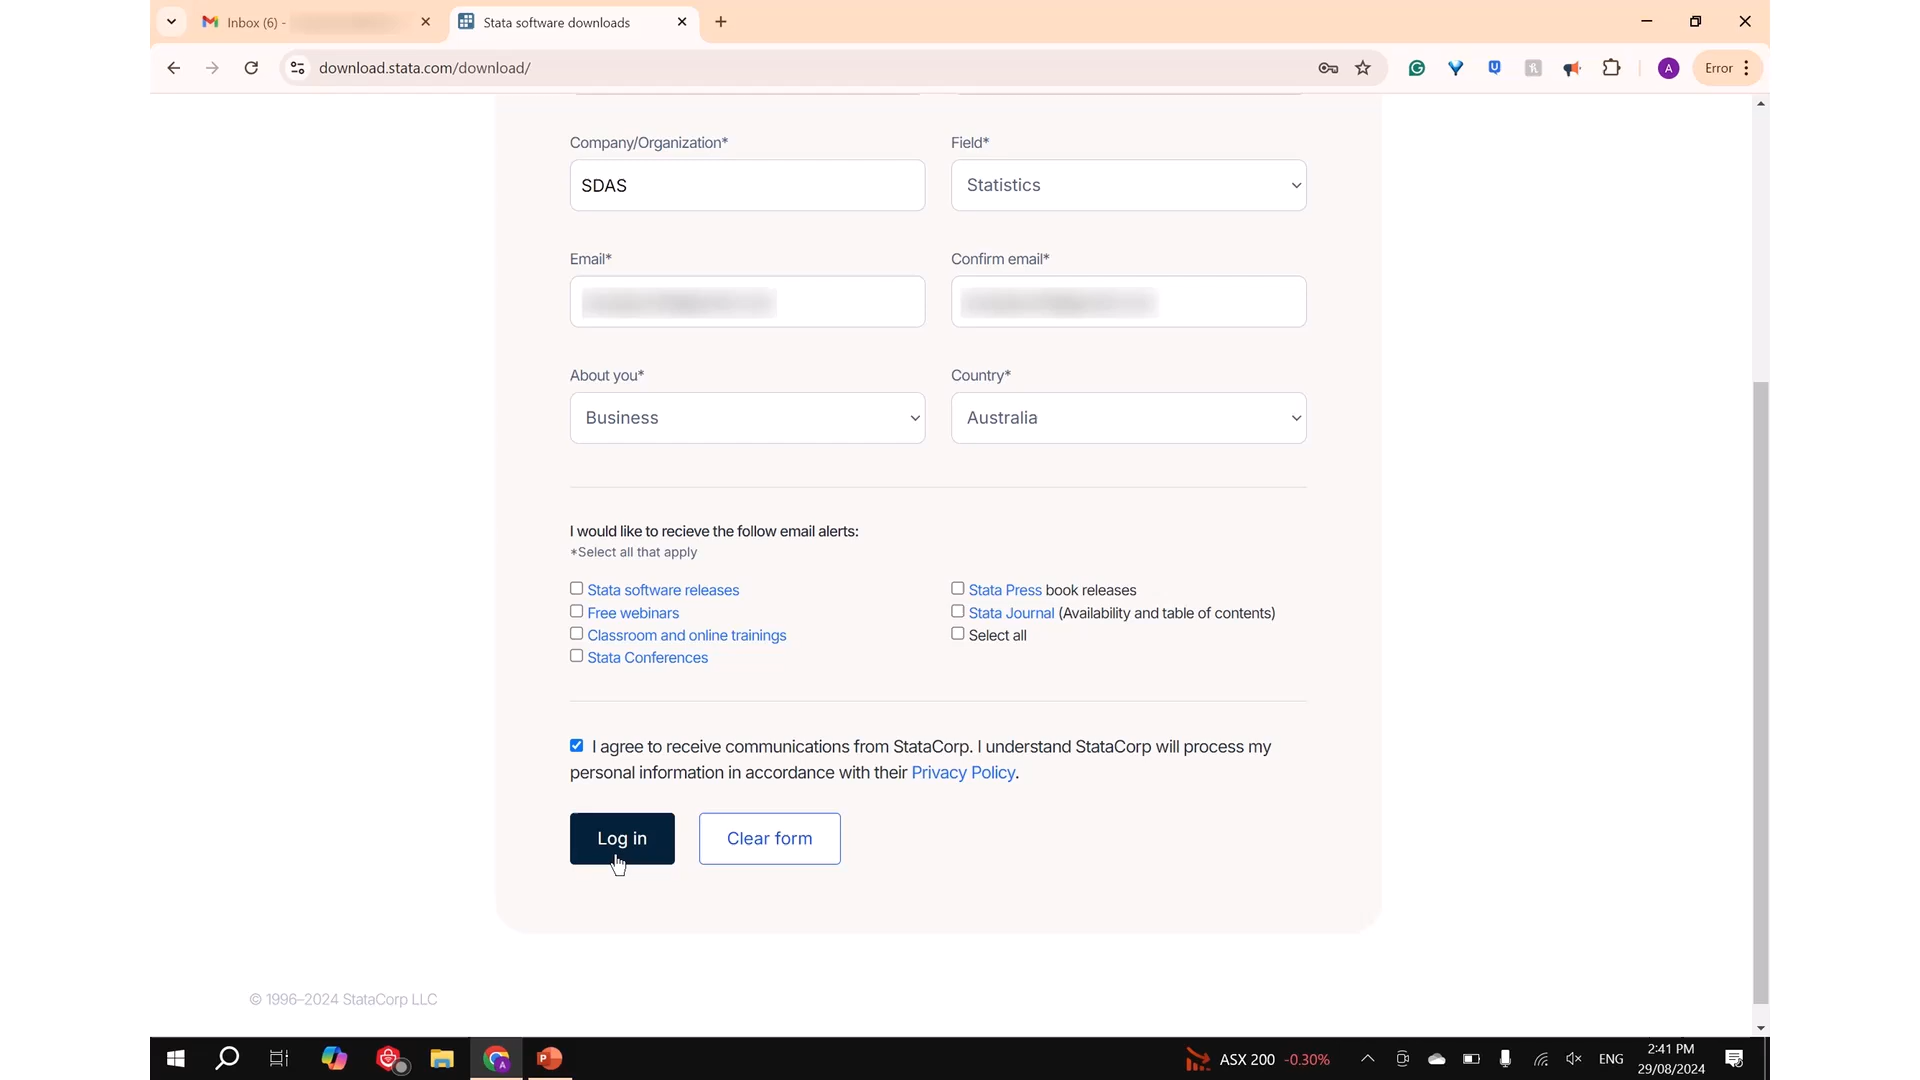 Inbox (6) -
Stata software downloads
download.stata.com/download/
A
Error
Company/Organization*
Field*
SDAS
Statistics
Email*
Confirm email*
About you*
Country*
Business
Australia
I would like to recieve the follow email alerts:
*Select all that apply
Stata software releases
Stata Press book releases
Free webinars
Stata Journal (Availability and table of contents)
Classroom and online trainings
Select all
Stata Conferences
I agree to receive communications from StataCorp. I understand StataCorp will process my
personal information in accordance with their Privacy Policy.
Log in
Clear form
© 1996–2024 StataCorp LLC
ASX 200 -0.30%
ENG
2:41 PM
29/08/2024